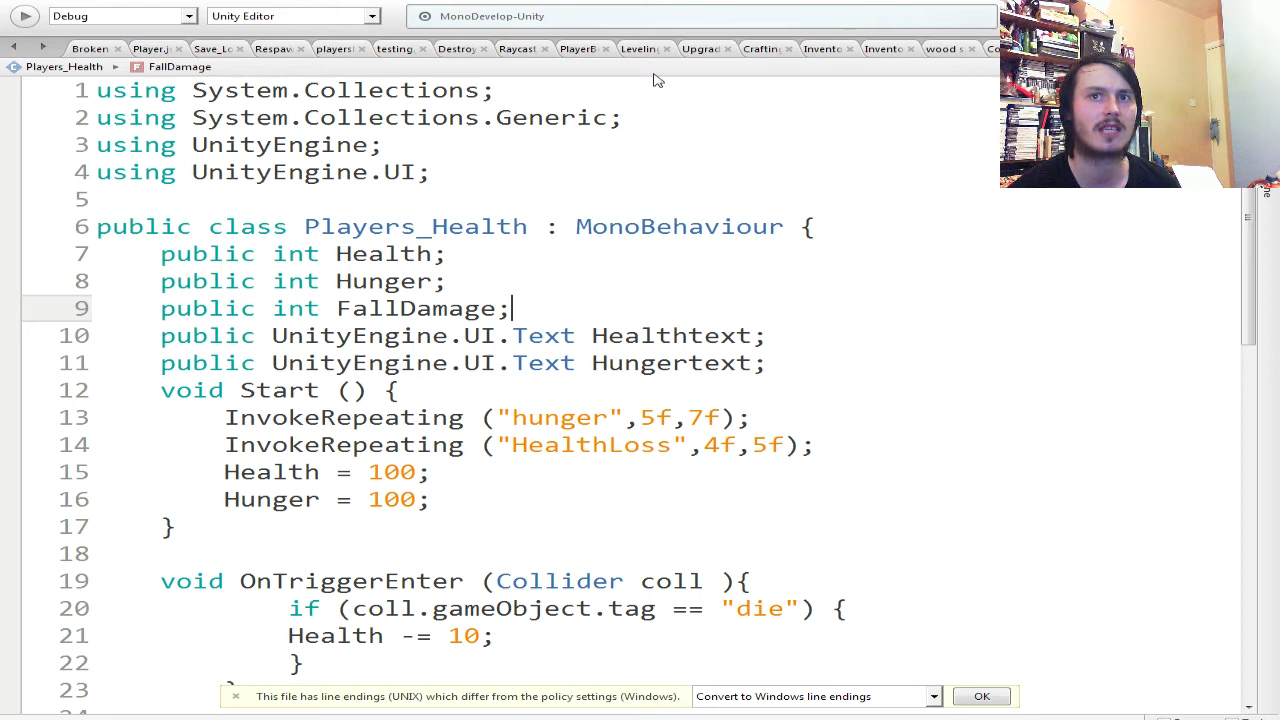 Debug Unity Editor MonoDevelop-Unity
Broken Player.j Save_Lo Respaw players testing. Destroy Raycast PlayerB Leveling Upgrad Crafting Invento Invento wood s Co
Players_Health FallDamage
1 using System.Collections;
2 using System.Collections.Generic;
3 using UnityEngine;
4 using UnityEngine.UI;
5
6 public class Players_Health : MonoBehaviour {
7 public int Health;
8 public int Hunger;
9 public int FallDamage;
10 public UnityEngine.UI.Text Healthtext;
11 public UnityEngine.UI.Text Hungertext;
12 void Start () {
13 InvokeRepeating ("hunger",5f,7f);
14 InvokeRepeating ("HealthLoss",4f,5f);
15 Health = 100;
16 Hunger = 100;
17 }
18
19 void OnTriggerEnter (Collider coll ){
20 if (coll.gameObject.tag == "die") {
21 Health -= 10;
22 }
23
This file has line endings (UNIX) which differ from the policy settings (Windows). Convert to Windows line endings OK